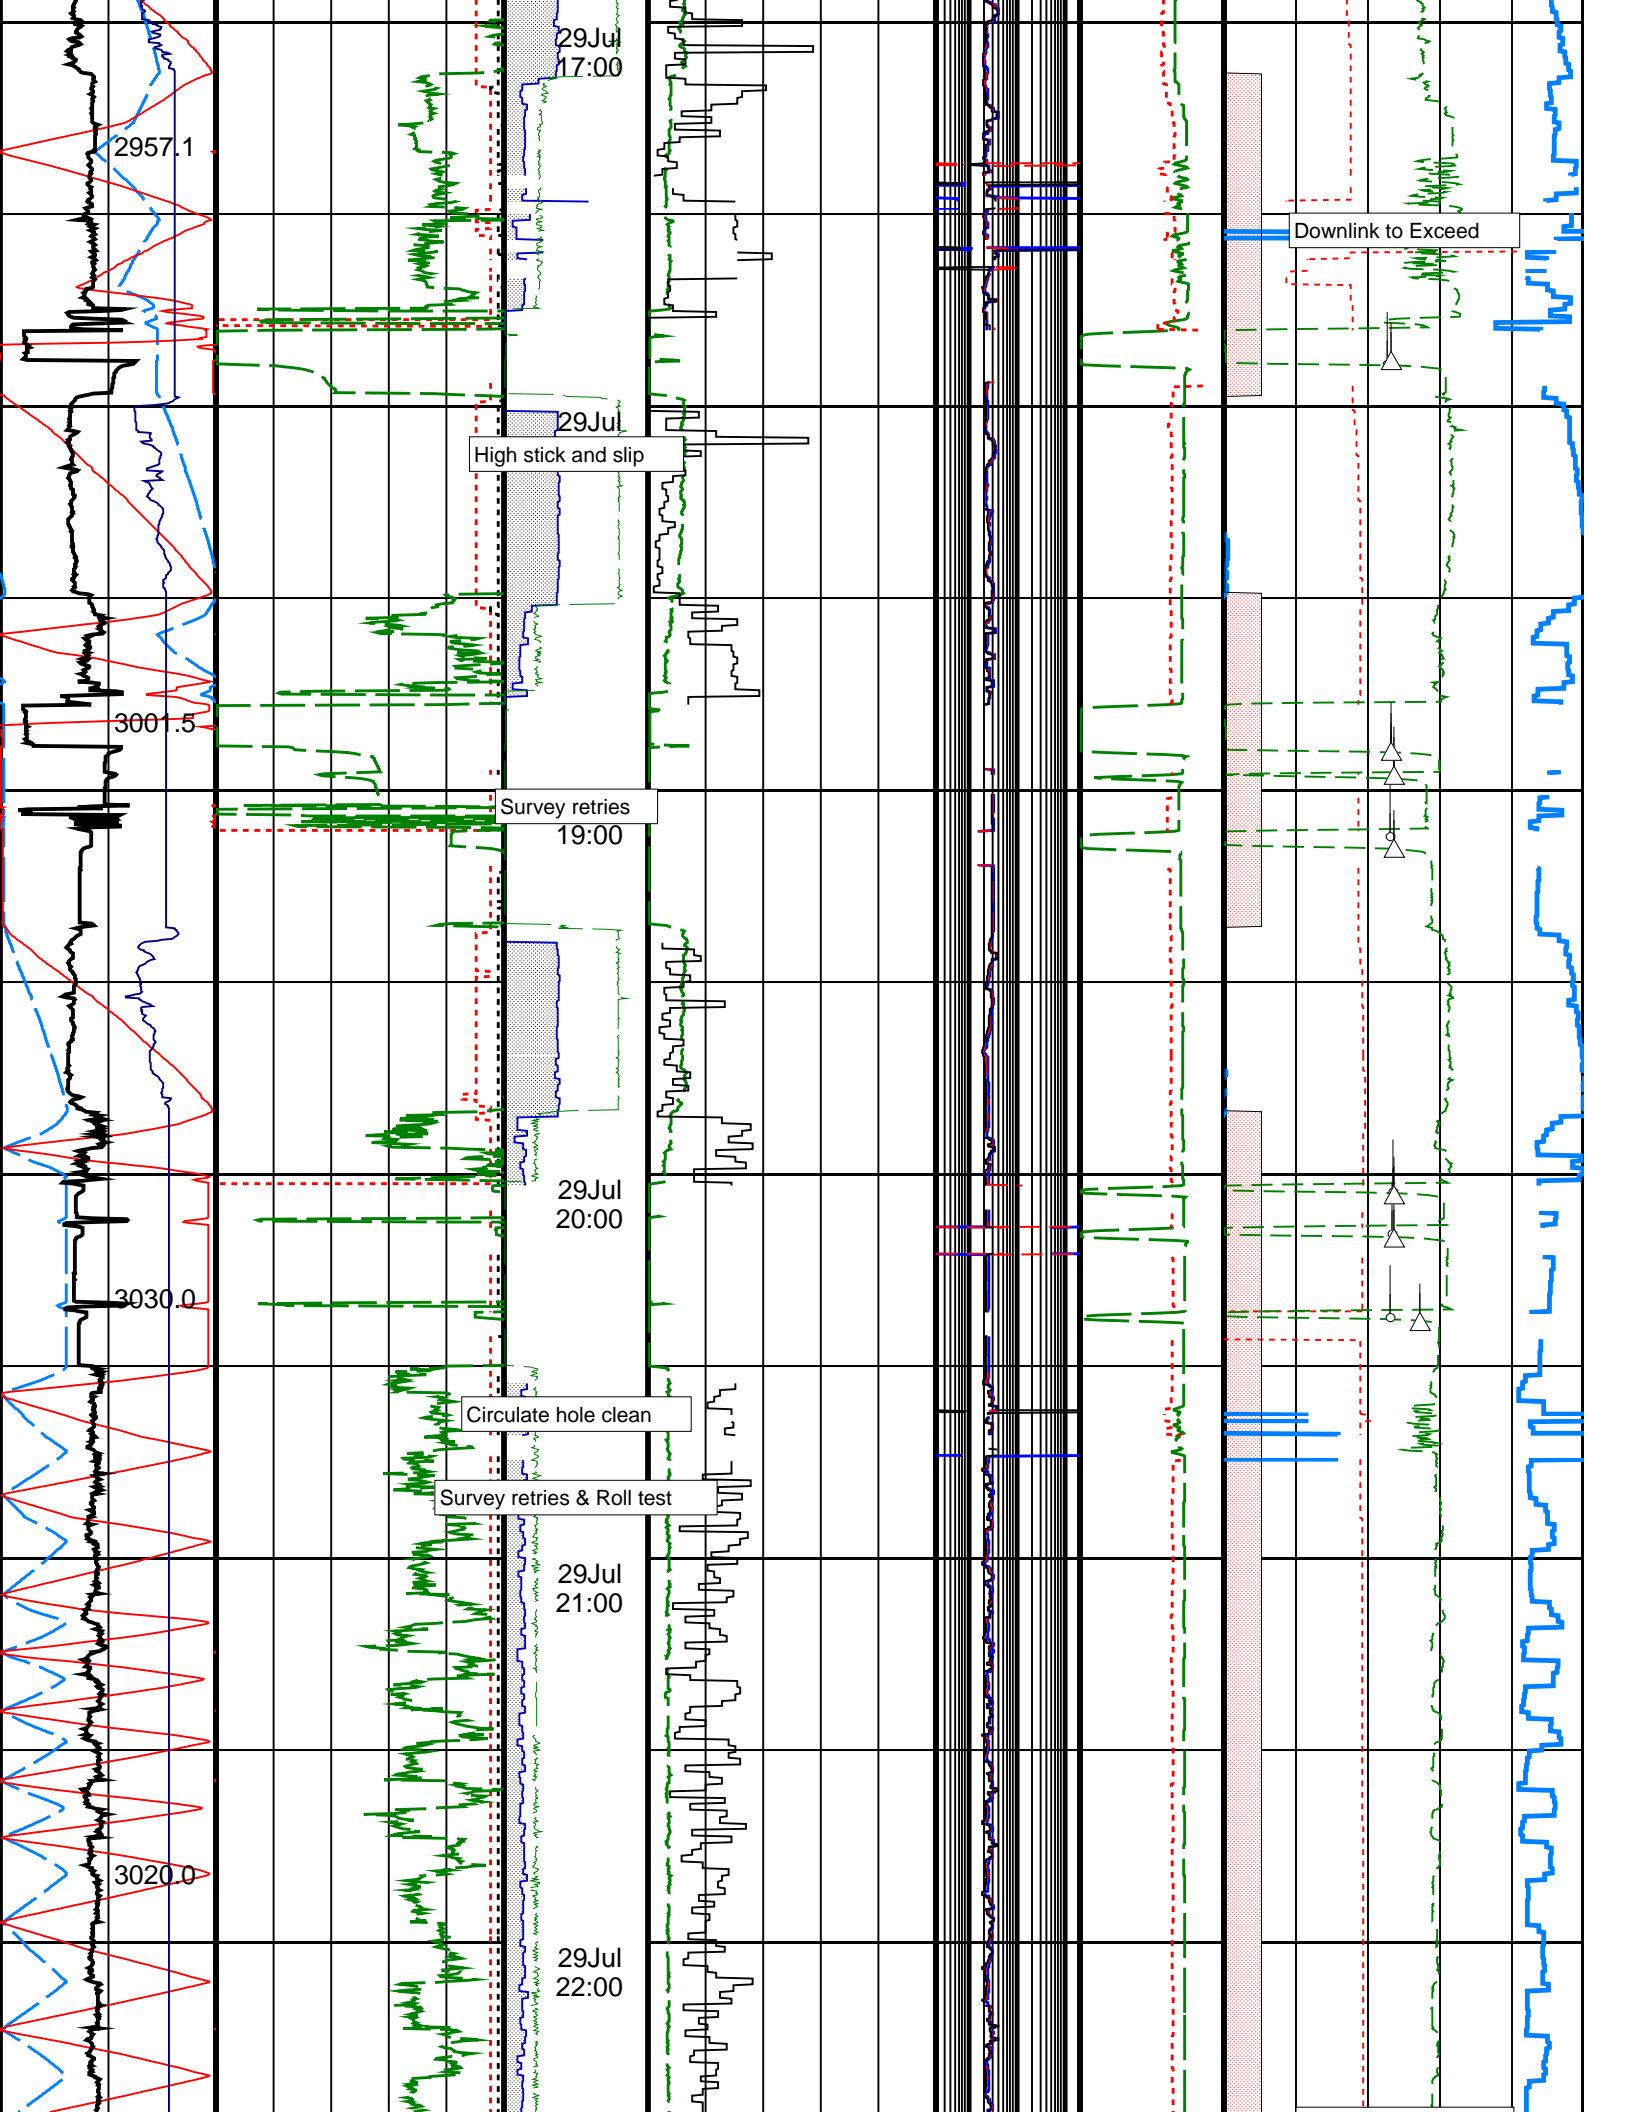 29Jul
17:00
2957.1
Downlink to Exceed
29Jul
High stick and slip
3001.5
Survey retries
19:00
29Jul
20:00
3030.0
Circulate hole clean
Survey retries & Roll test
29Jul
21:00
3020.0
29Jul
22:00